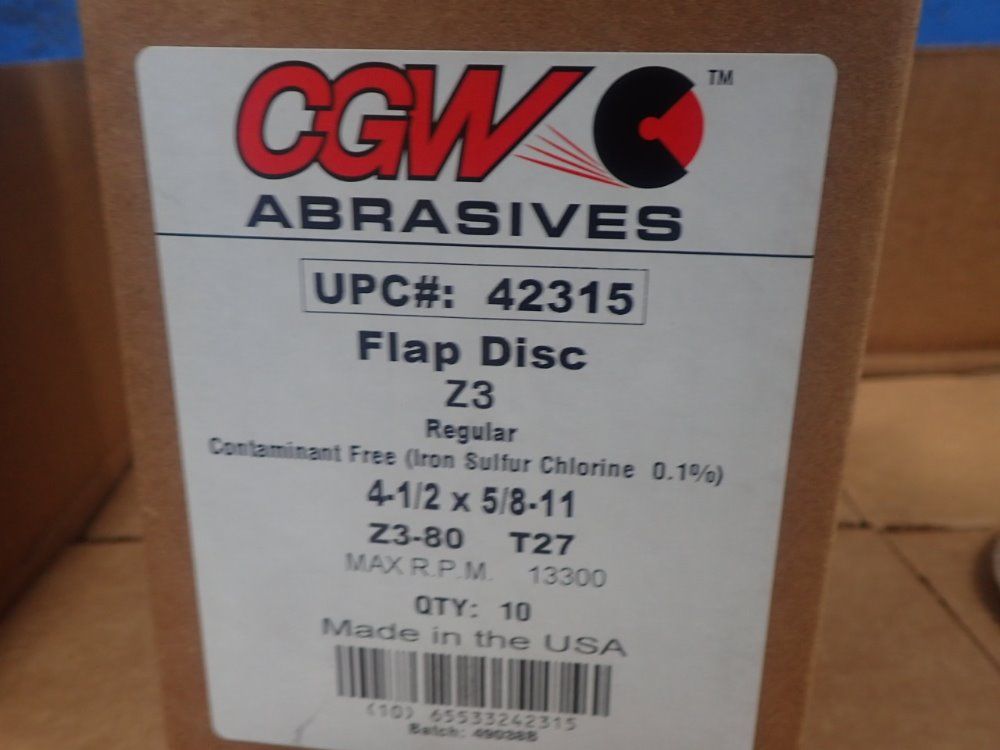 CGW TM
ABRASIVES
UPC#: 42315
Flap Disc
Z3
Regular
Contaminant Free (Iron Sulfur Chlorine 0.1%)
4-1/2 x 5/8-11
Z3-80 T27
MAX R.P.M. 13300
QTY: 10
Made in the USA
(10) 65533242315
Batch: 49038B